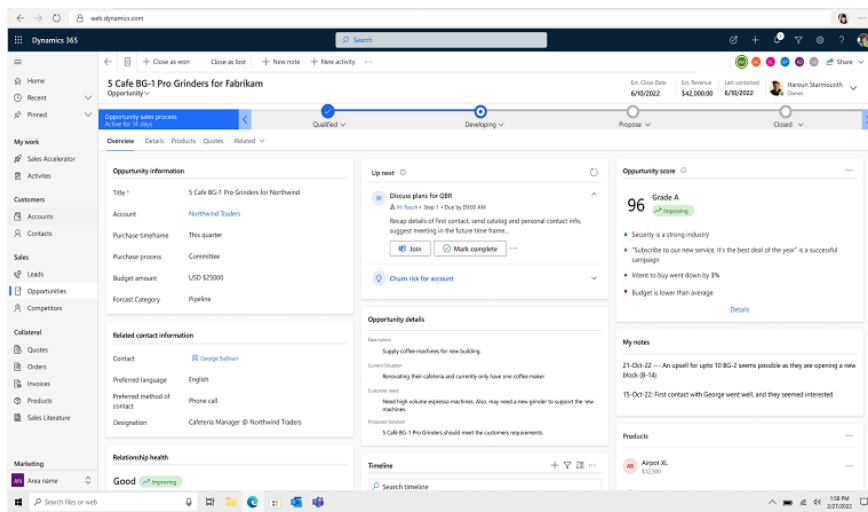 web.dynamics.com
Dynamics 365
Search
Home
Recent
Pinned
My work
Sales Accelerator
Activites
Customers
Accounts
Contacts
Sales
Leads
Opportunities
Competitors
Collateral
Quotes
Orders
Invoices
Products
Sales Literature
Marketing
AN Area name
+ Close as won
Close as lost
+ New note
+ New activity
Share
5 Cafe BG-1 Pro Grinders for Fabrikam
Opportunity
Est. Close Date
6/10/2022
Est. Revenue
$42,000:00
Last contacted
6/10/2022
Haroun Starmounth
Owner
Opportunity sales process
Active for 14 days
Qualified
Developing
Propose
Closed
Overview Details Products Quotes Related
Opportunity information
Title * 5 Cafe BG-1 Pro Grinders for Northwind
Account Northwind Traders
Purchase timeframe This quarter
Purchase process Committee
Budget amount USD $25000
Forcast Category Pipeline
Related contact information
Contact George Sullivan
Preferred language English
Preferred method of contact Phone call
Designation Cafeteria Manager @ Northwind Traders
Relationship health
Good Improving
Up next
Discuss plans for QBR
Hi Touch • Step 1 • Due by 09:00 AM
Recap details of first contact, send catalog and personal contact info,
suggest meeting in the future time frame...
Join
Mark complete
Churn risk for account
Opportunity details
Description
Supply coffee machines for new building.
Current Situation
Renovating their cafeteria and currently only have one coffee maker
Customer need
Need high volume espresso machines. Also, may need a new grinder to support the new
machines.
Proposed Solution
5 Café BG-1 Pro Grinders should meet the customers requirements.
Timeline
Search timeline
Opportunity score
96
Grade A
Improving
Security is a strong industry
"Subscribe to our new service, it's the best deal of the year" is a successful
campaign
Intent to buy went down by 3%
Budget is lower than average
Details
My notes
21-Oct-22 --- An upsell for upto 10 BG-2 seems possible as they are opening a new
block (B-14)
15-Oct-22: First contact with George went well, and they seemed interested
Products
AB Airpot XL
$12,500
Search files or web
1:58 PM
2/27/2022